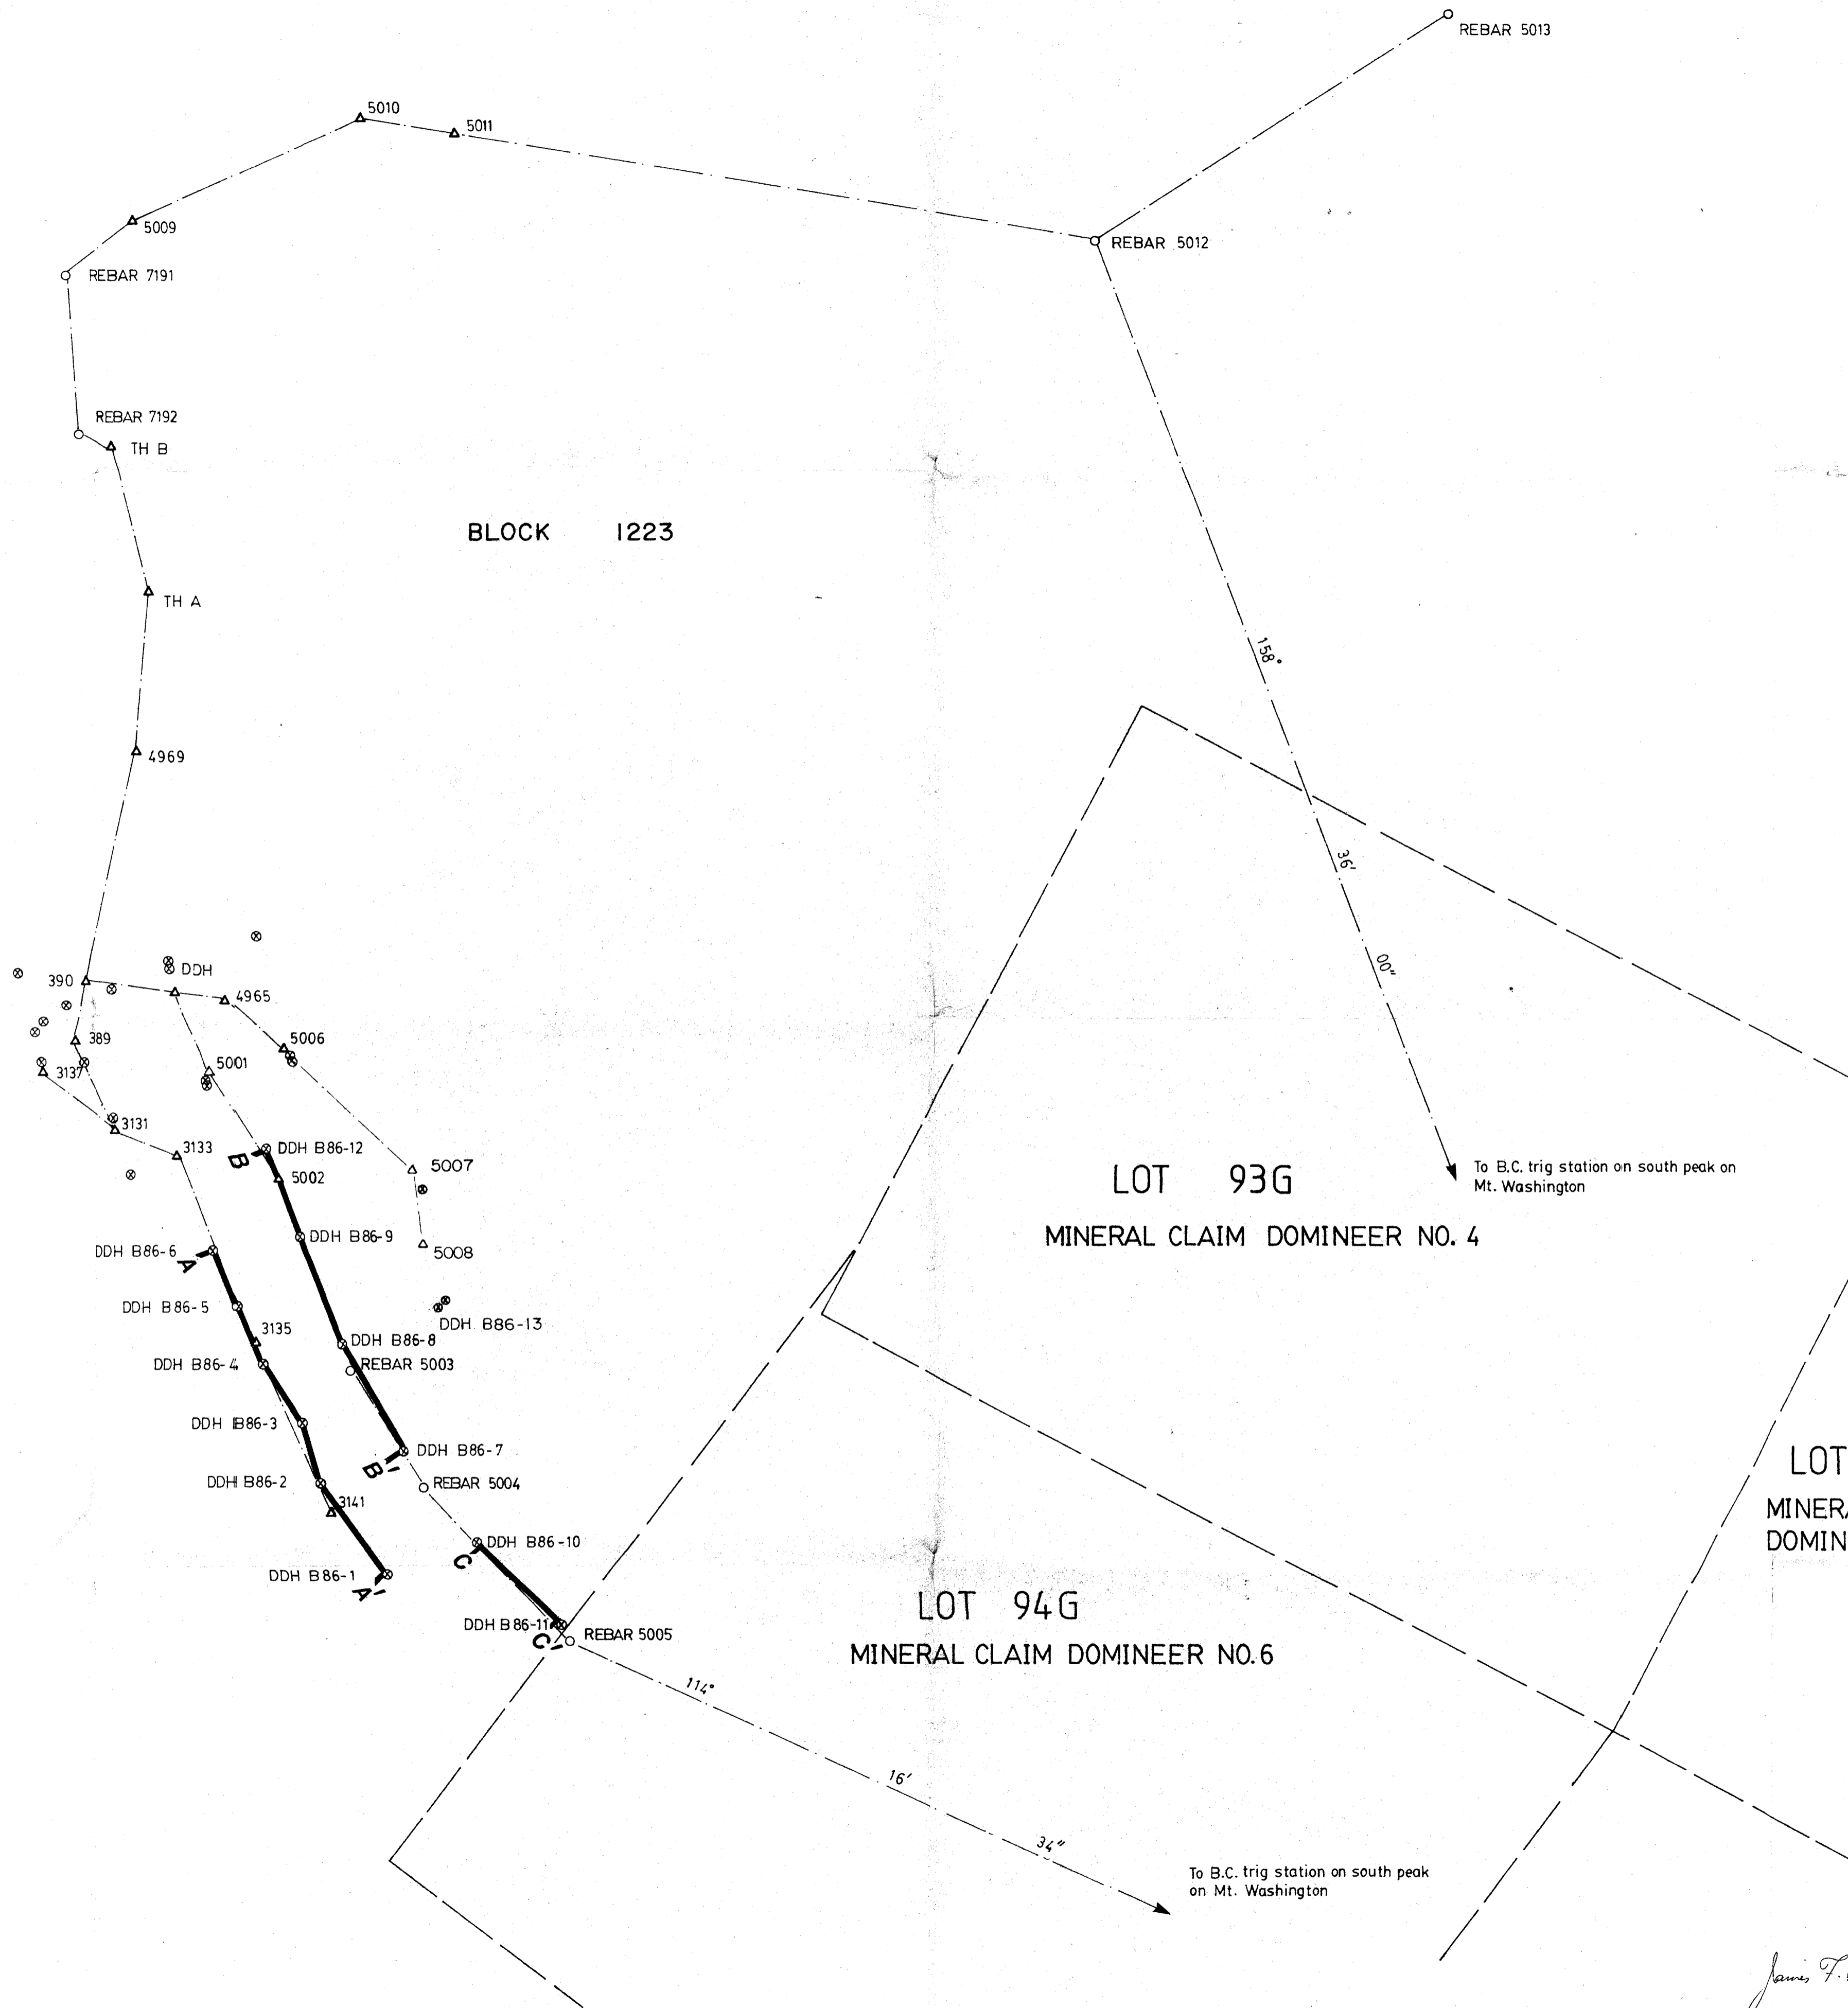 REBAR 5013
5010
5011
5009
REBAR 5012
REBAR 7191
REBAR 7192
TH B
BLOCK 1223
TH A
158°
4969
36'
00"
DDH
390
4965
389
5006
5001
3137
3131
3133
B
DDH B86-12
5002
5007
To B.C. trig station on south peak on
Mt. Washington
LOT 93G
MINERAL CLAIM DOMINEER NO. 4
DDH B86-9
DDH B86-6
A
5008
DDH B86-5
DDH B86-13
3135
DDH B86-8
DDH B86-4
REBAR 5003
DDH B86-3
DDH B86-7
B'
DDH B86-2
REBAR 5004
3141
LOT
MINERA
DOMIN
DDH B86-10
C
DDH B86-1
A'
LOT 94G
DDH B86-11
C'
REBAR 5005
MINERAL CLAIM DOMINEER NO. 6
114°
16'
34"
To B.C. trig station on south peak
on Mt. Washington
James F.